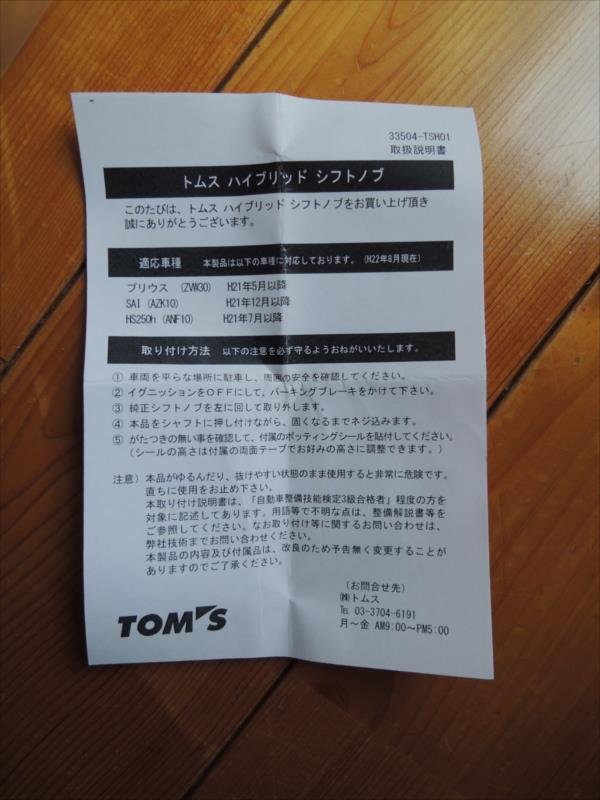 33504-TSH01
取扱説明書
トムス ハイブリッド シフトノブ
このたびは、トムス ハイブリッド シフトノブをお買い上げ頂き
誠にありがとうございます。
適応車種 本製品は以下の車種に対応しております。(H22年8月現在)
プリウス (ZVW30) H21年5月以降
SAI (AZK10) H21年12月以降
HS250h (ANF10) H21年7月以降
取り付け方法 以下の注意を必ず守るようおねがいいたします。
① 車両を平らな場所に駐車し、周囲の安全を確認してください。
② イグニッションをOFFにして、パーキングブレーキをかけて下さい。
③ 純正シフトノブを左に回して取り外します。
④ 本品をシャフトに押し付けながら、固くなるまでネジ込みます。
⑤ がたつきの無い事を確認して、付属のポッティングシールを貼付してください。
(シールの高さは付属の両面テープでお好みの高さに調整できます。)
注意) 本品がゆるんだり、抜けやすい状態のまま使用すると非常に危険です。
直ちに使用をお止め下さい。
本取り付け説明書は、「自動車整備技能検定3級合格者」程度の方を
対象に記述してあります。用語等で不明な点は、整備解説書等を
ご参照してください。なお取り付け等に関するお問い合わせは、
弊社技術までお問い合わせください。
本製品の内容及び付属品は、改良のため予告無く変更することが
ありますのでご了承ください。
(お問合せ先)
㈱トムス
℡ 03-3704-6191
月～金 AM9:00～PM5:00
TOM'S